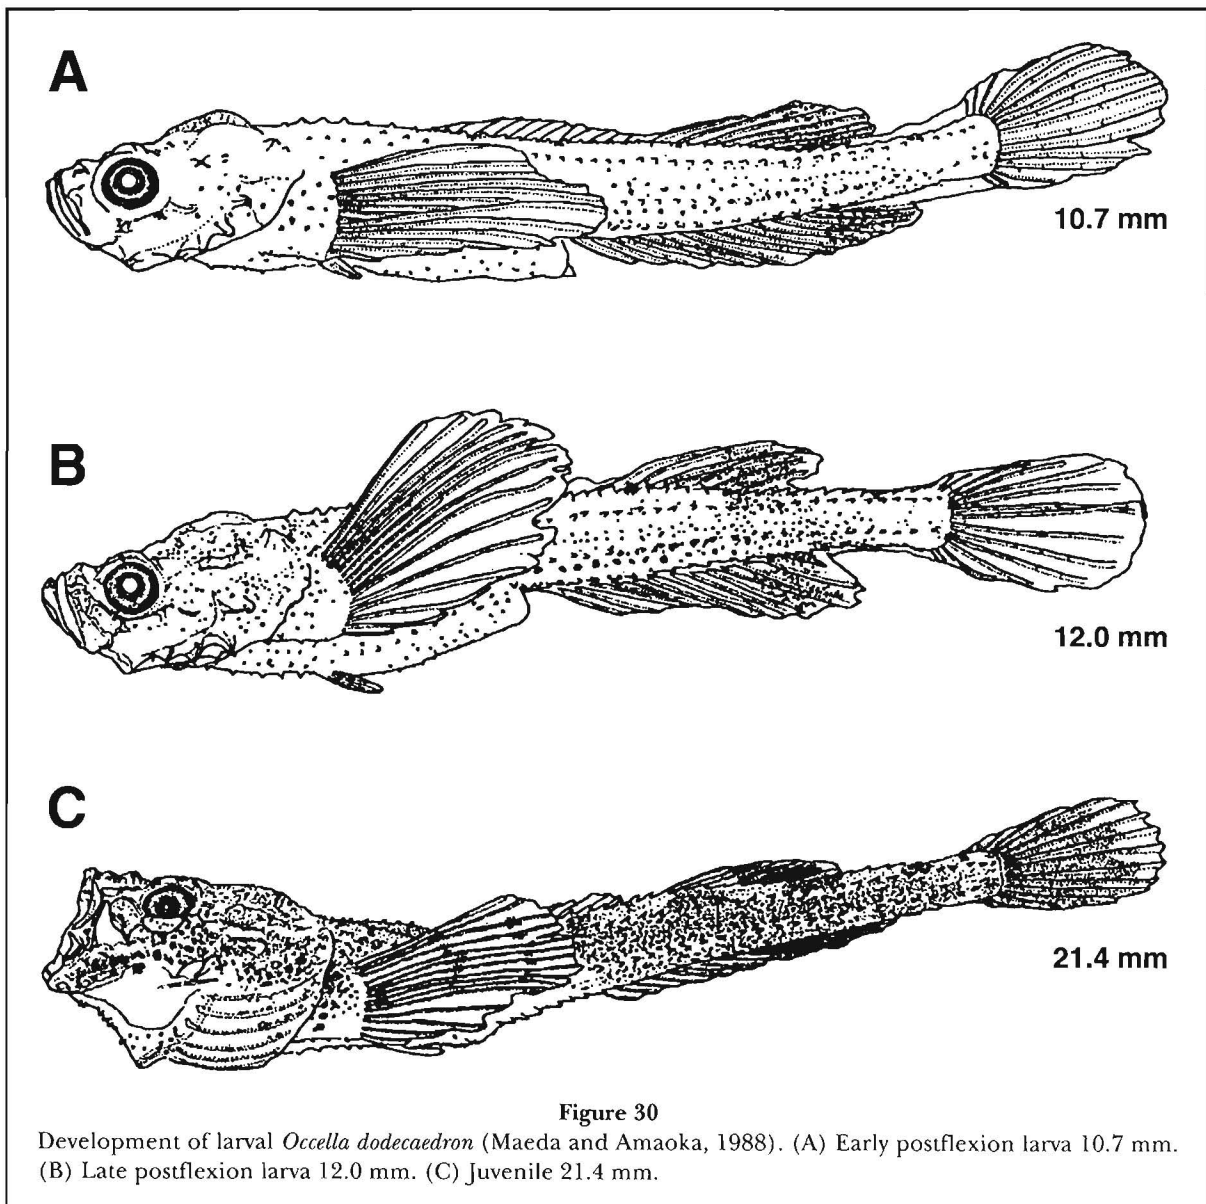 A
10.7 mm
B
12.0 mm
C
21.4 mm
Figure 30
Development of larval Occella dodecaedron (Maeda and Amaoka, 1988). (A) Early postflexion larva 10.7 mm.
(B) Late postflexion larva 12.0 mm. (C) Juvenile 21.4 mm.